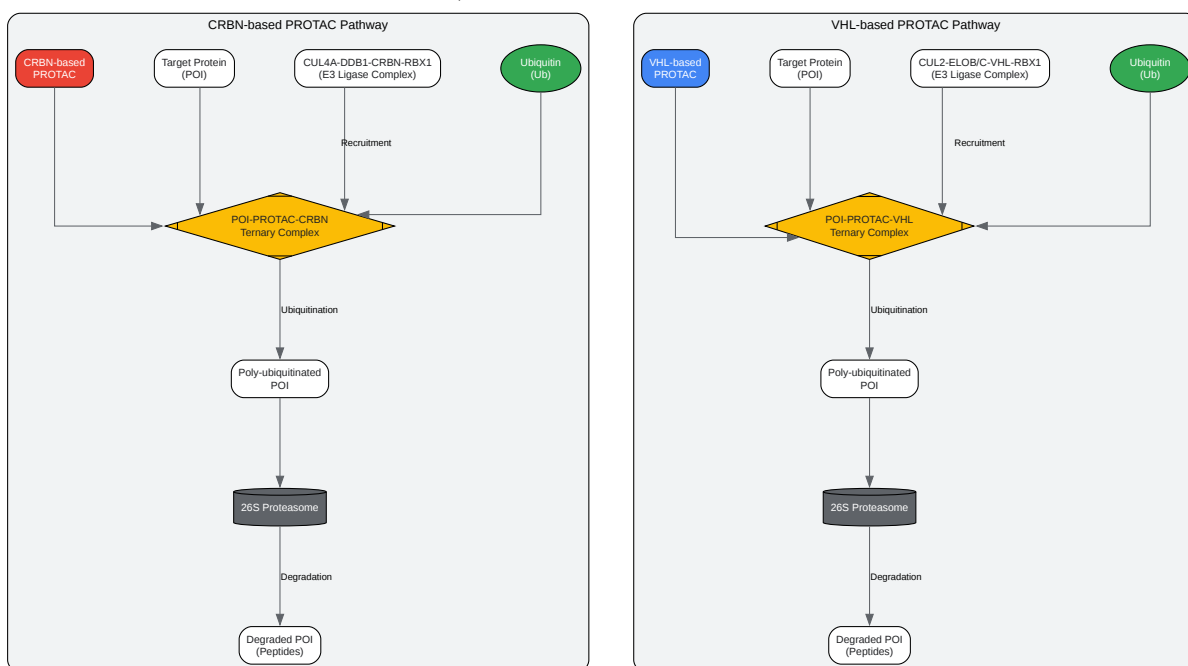 CRBN-based PROTAC Pathway
CRBN-based
PROTAC
Target Protein
(POI)
CUL4A-DDB1-CRBN-RBX1
(E3 Ligase Complex)
Ubiquitin
(Ub)
Recruitment
POI-PROTAC-CRBN
Ternary Complex
Ubiquitination
Poly-ubiquitinated
POI
26S Proteasome
Degradation
Degraded POI
(Peptides)
VHL-based PROTAC Pathway
VHL-based
PROTAC
Target Protein
(POI)
CUL2-ELOB/C-VHL-RBX1
(E3 Ligase Complex)
Ubiquitin
(Ub)
Recruitment
POI-PROTAC-VHL
Ternary Complex
Ubiquitination
Poly-ubiquitinated
POI
26S Proteasome
Degradation
Degraded POI
(Peptides)